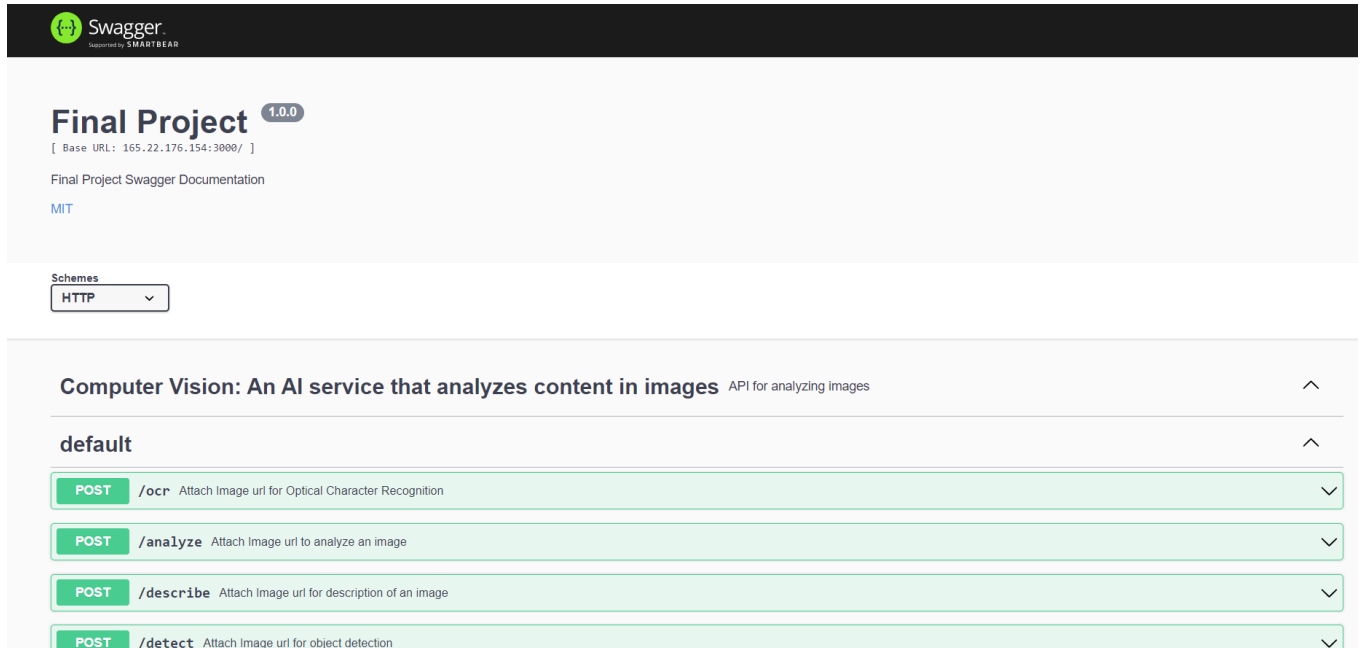 {··} Swagger.
Supported by SMARTBEAR
Final Project 1.0.0
[ Base URL: 165.22.176.154:3000/ ]
Final Project Swagger Documentation
MIT
Schemes
HTTP
Computer Vision: An AI service that analyzes content in images API for analyzing images
default
POST /ocr Attach Image url for Optical Character Recognition
POST /analyze Attach Image url to analyze an image
POST /describe Attach Image url for description of an image
POST /detect Attach Image url for object detection